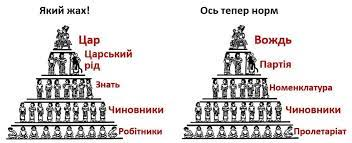 Який жах!
Цар
Царський
рід
Знать
Чиновники
Робітники
Ось тепер норм
Вождь
Партія
Номенклатура
Чиновники
Пролетаріат